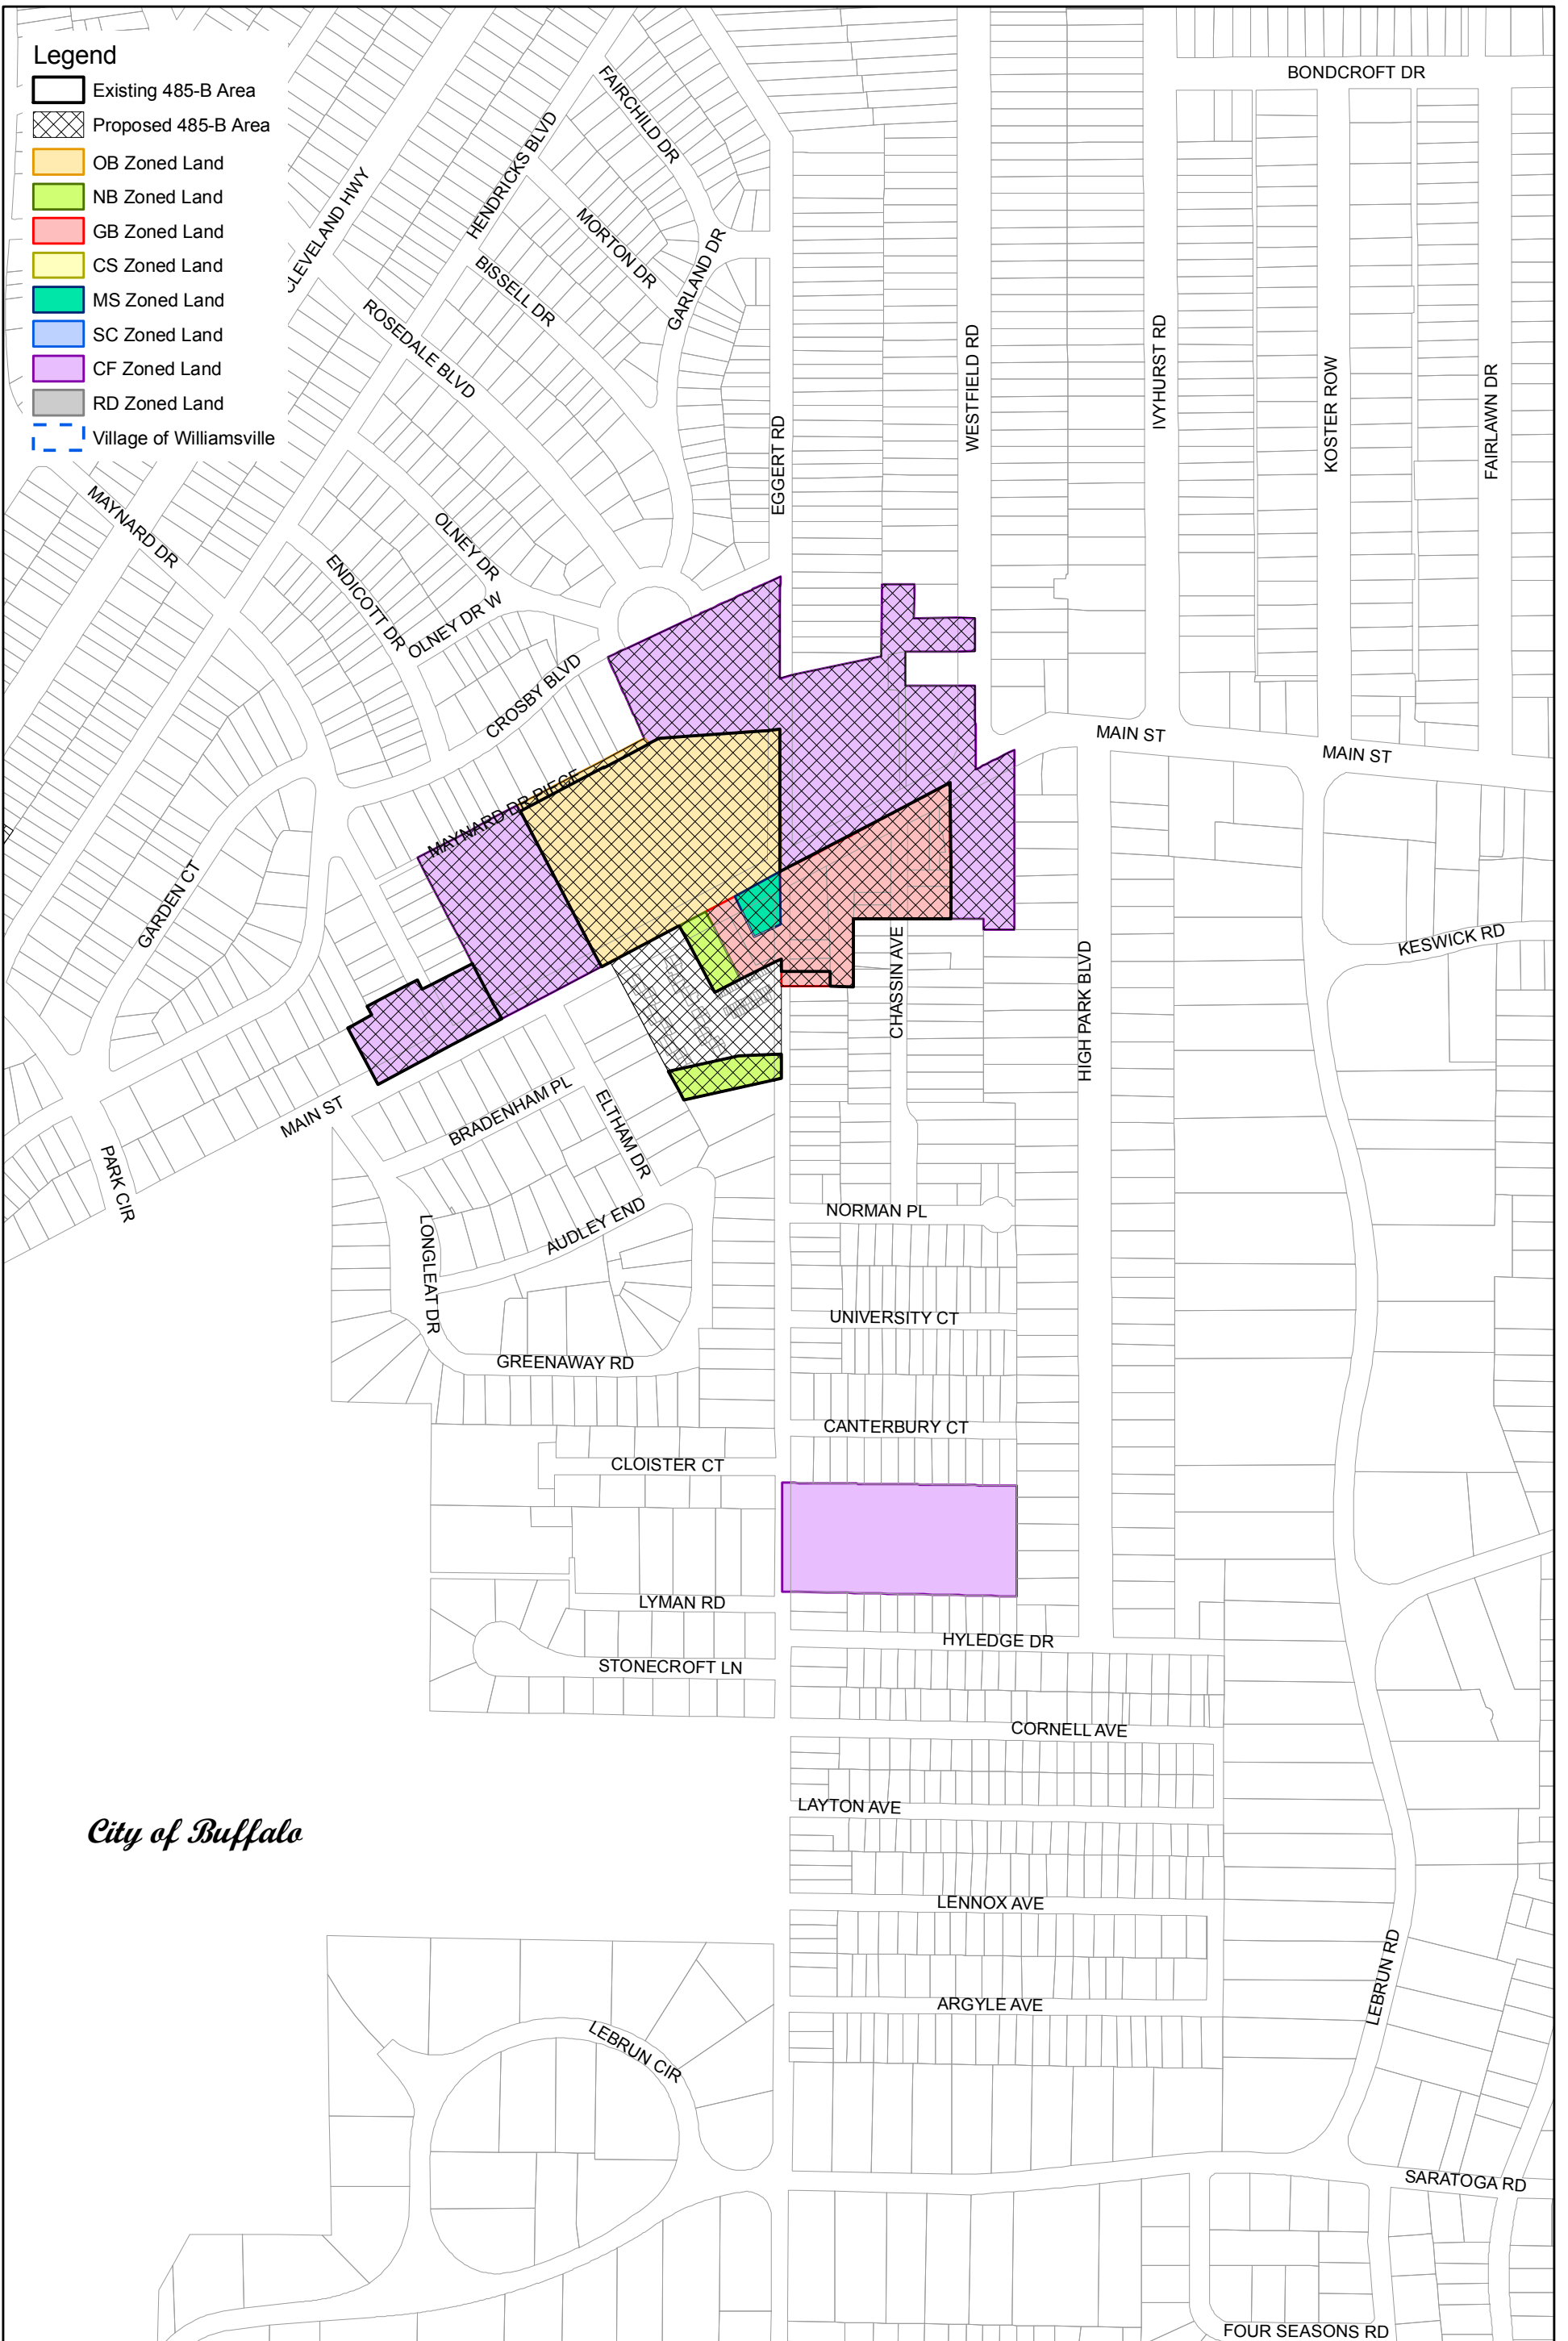 Legend
Existing 485-B Area
Proposed 485-B Area
OB Zoned Land
NB Zoned Land
GB Zoned Land
CS Zoned Land
MS Zoned Land
SC Zoned Land
CF Zoned Land
RD Zoned Land
Village of Williamsville
BONDCROFT DR
FAIRCHILD DR
HENDRICKS BLVD
CLEVELAND HWY
MORTON DR
GARLAND DR
BISSELL DR
ROSEDALE BLVD
WESTFIELD RD
IVYHURST RD
KOSTER ROW
FAIRLAWN DR
EGGERT RD
MAYNARD DR
OLNEY DR
ENDICOTT DR
OLNEY DR W
CROSBY BLVD
MAIN ST
MAIN ST
MAYNARD DR PIECE
GARDEN CT
KESWICK RD
CHASSIN AVE
HIGH PARK BLVD
MAIN ST
BRADENHAM PL
ELTHAM DR
PARK CIR
NORMAN PL
AUDLEY END
LONGLEAT DR
UNIVERSITY CT
GREENAWAY RD
CANTERBURY CT
CLOISTER CT
LYMAN RD
HYLEDGE DR
STONECROFT LN
CORNELL AVE
LAYTON AVE
City of Buffalo
LENNOX AVE
LEBRUN RD
ARGYLE AVE
LEBRUN CIR
SARATOGA RD
FOUR SEASONS RD